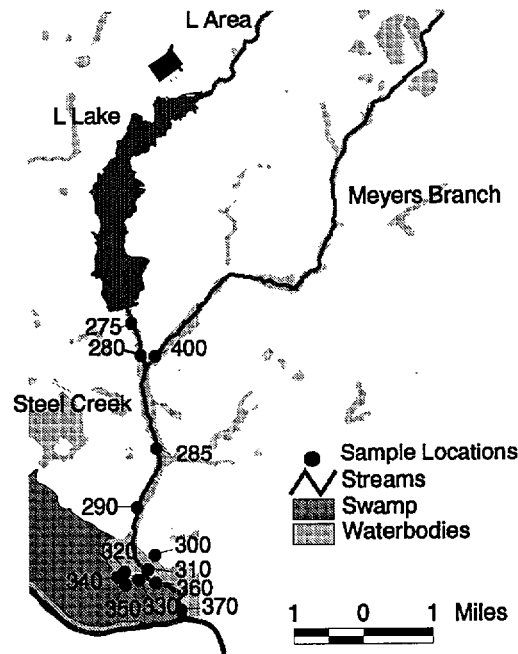 L Area
L Lake
Meyers Branch
275
280
400
Steel Creek
285
Sample Locations
Streams
Swamp
Waterbodies
290
320
300
310
340
360
350
330
370
1 0 1 Miles